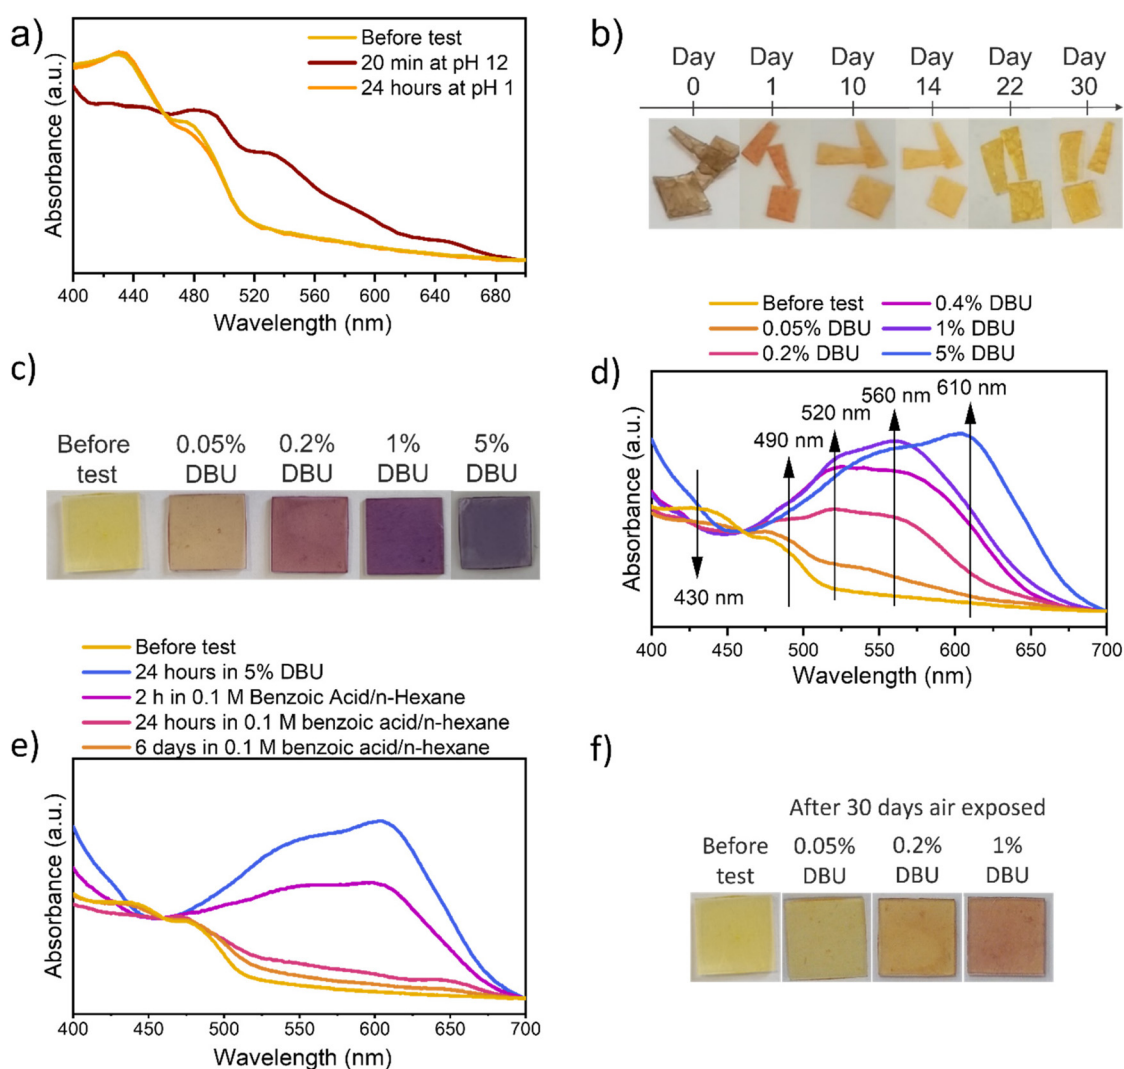 a)
Before test
20 min at pH 12
24 hours at pH 1
Absorbance (a.u.)
400 440 480 520 560 600 640 680
Wavelength (nm)
b)
Day Day Day Day Day Day
0 1 10 14 22 30
c)
Before 0.05% 0.2% 1% 5%
test DBU DBU DBU DBU
Before test 0.4% DBU
0.05% DBU 1% DBU
0.2% DBU 5% DBU
d)
610 nm
560 nm
520 nm
490 nm
430 nm
Absorbance (a.u.)
400 450 500 550 600 650 700
Wavelength (nm)
Before test
24 hours in 5% DBU
2 h in 0.1 M Benzoic Acid/n-Hexane
24 hours in 0.1 M benzoic acid/n-hexane
6 days in 0.1 M benzoic acid/n-hexane
e)
Absorbance (a.u.)
400 450 500 550 600 650 700
Wavelength (nm)
f)
After 30 days air exposed
Before 0.05% 0.2% 1%
test DBU DBU DBU